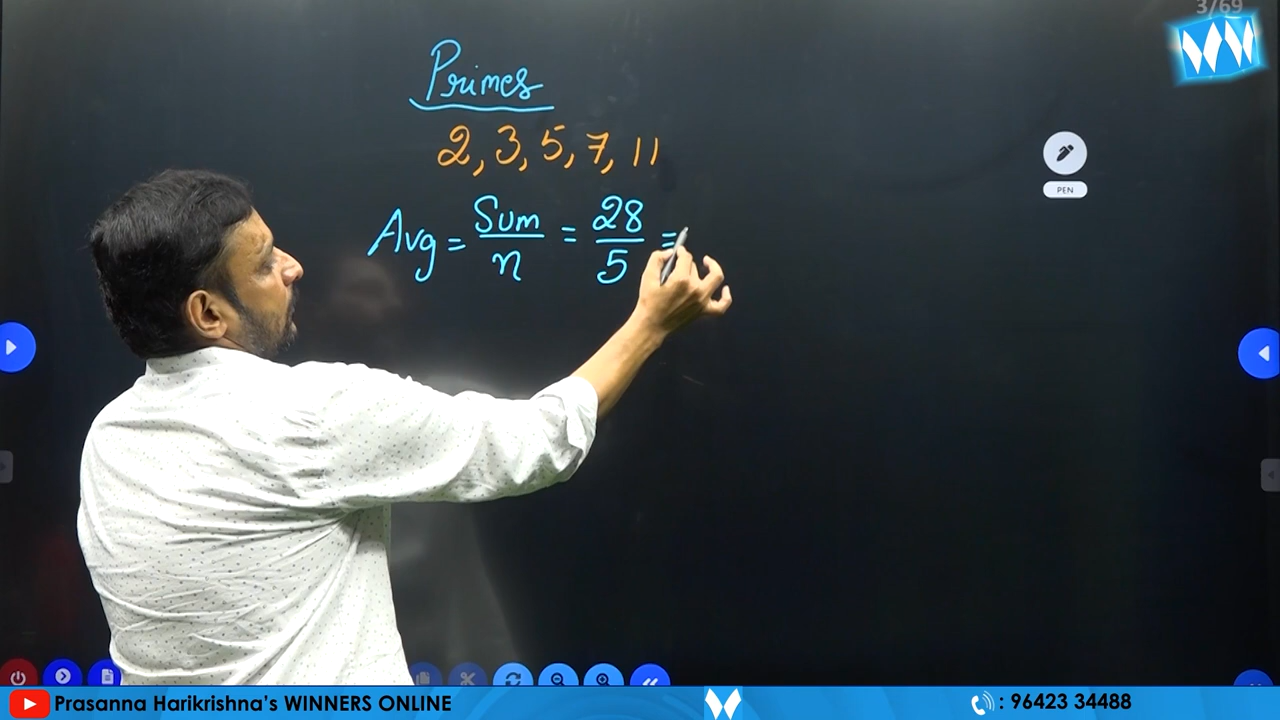 3/69
Primes
2, 3, 5, 7, 11
Avg = Sum/n = 28/5 =
PEN
Prasanna Harikrishna's WINNERS ONLINE
: 96423 34488